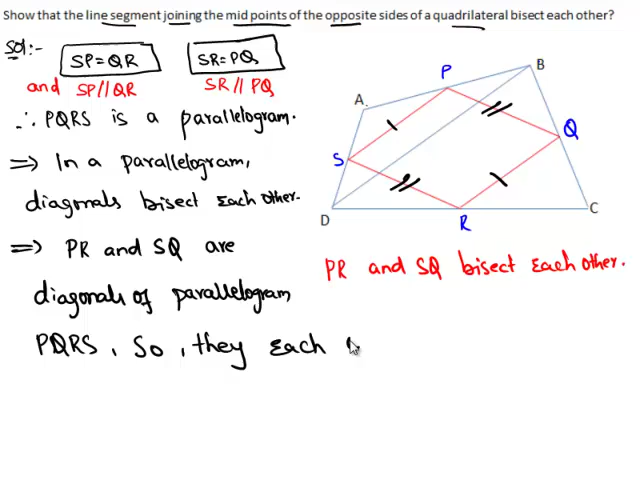 Show that the line segment joining the mid points of the opposite sides of a quadrilateral bisect each other?
Sol:-
SP=QR
SR=PQ
and SP//QR
SR//PQ
∴ PQRS is a parallelogram.
⇒ In a parallelogram,
diagonals bisect each other.
⇒ PR and SQ are
diagonals of parallelogram
PQRS, So, they each
A
P
B
S
Q
D
R
C
PR and SQ bisect each other.